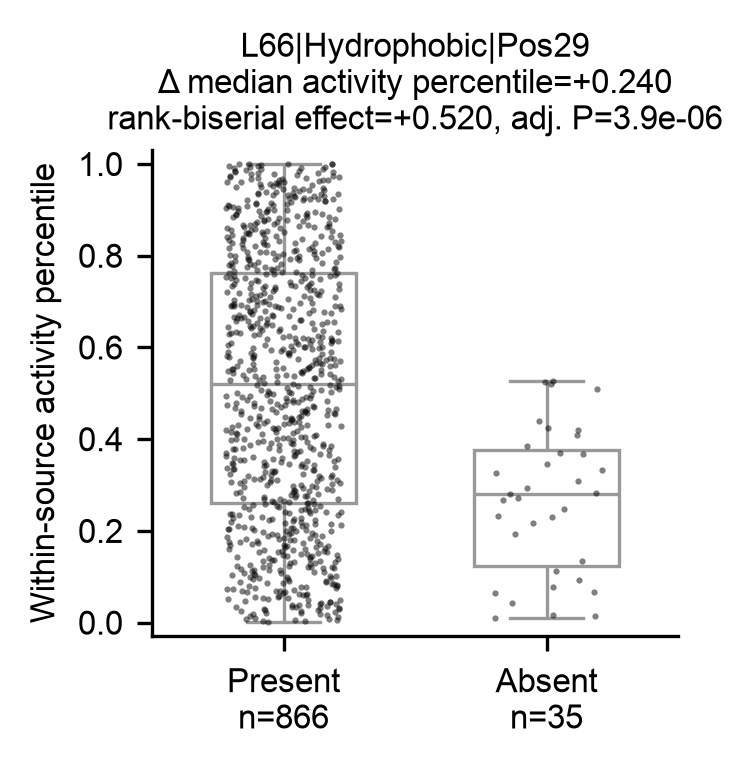 L66|Hydrophobic|Pos29
Δ median activity percentile=+0.240
rank-biserial effect=+0.520, adj. P=3.9e-06
Within-source activity percentile
1.0
0.8
0.6
0.4
0.2
0.0
Present
n=866
Absent
n=35